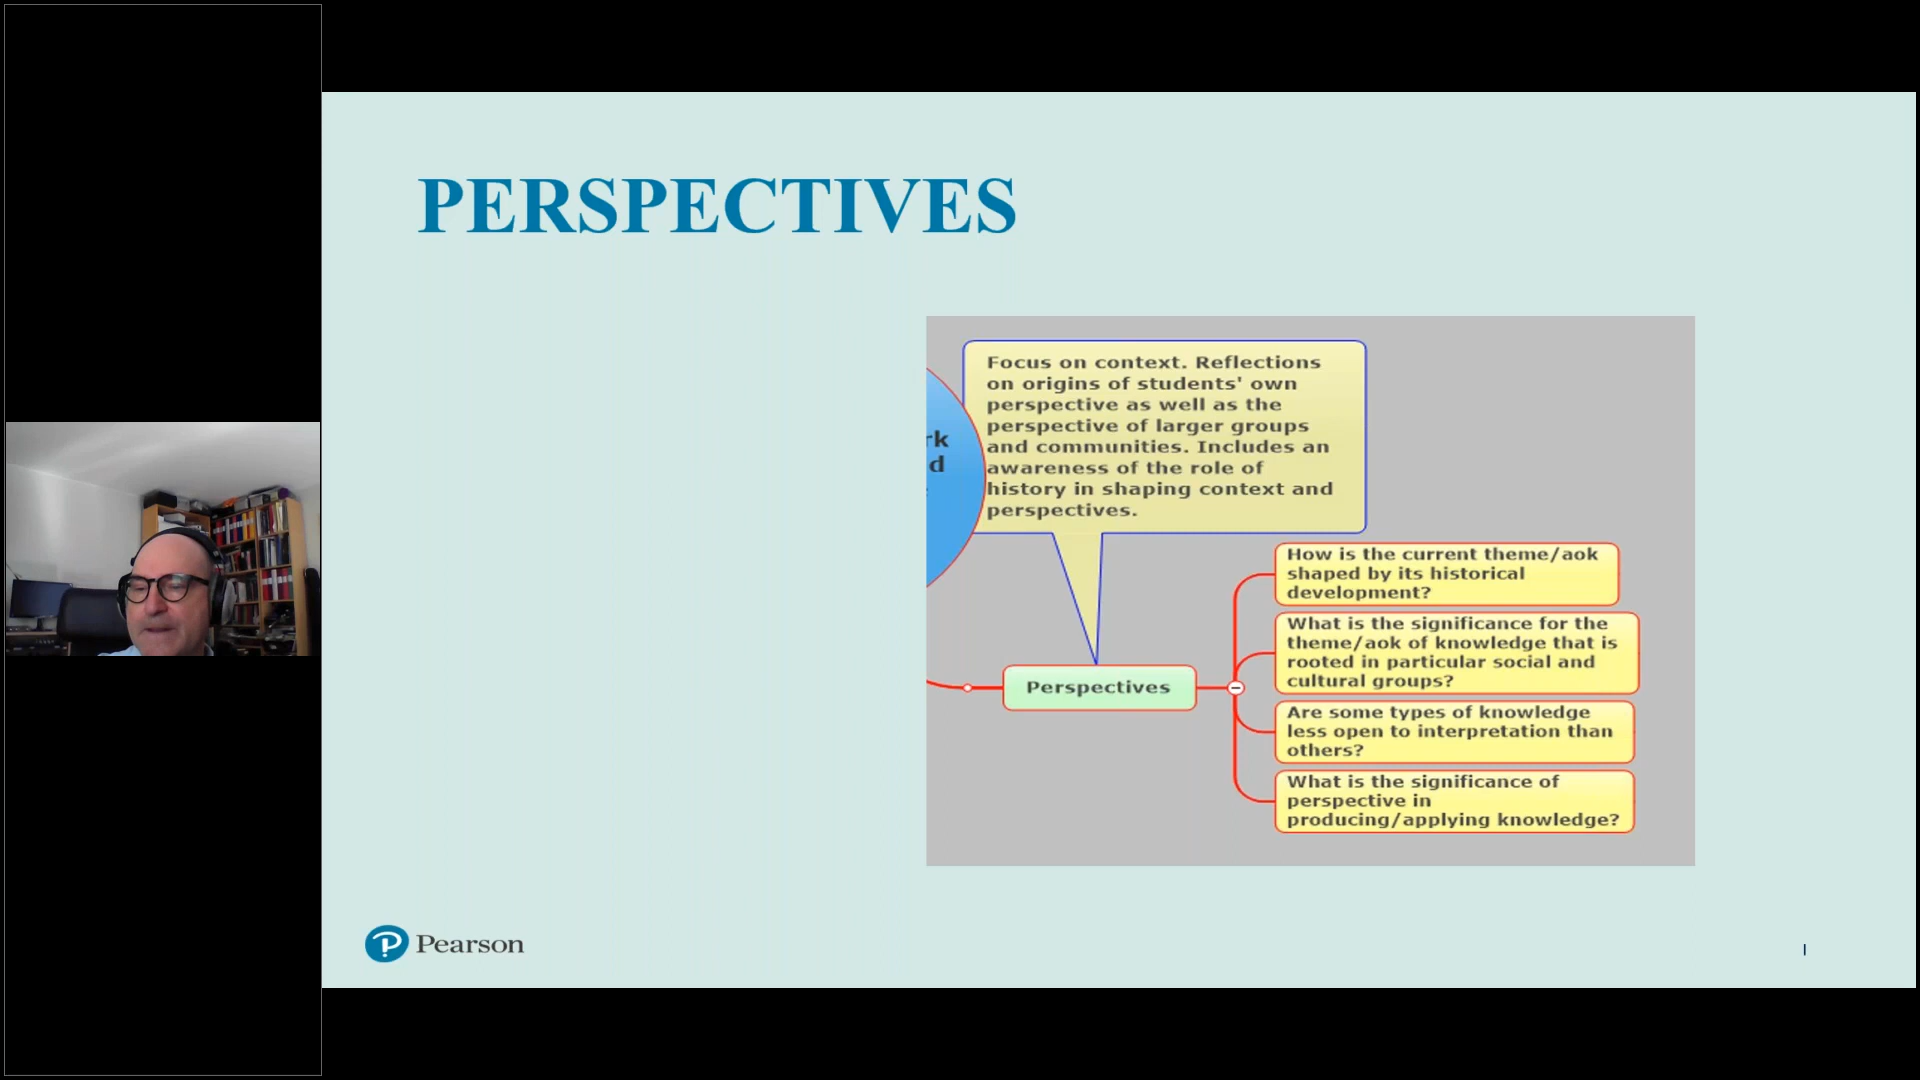 PERSPECTIVES
Focus on context. Reflections
on origins of students' own
perspective as well as the
perspective of larger groups
and communities. Includes an
awareness of the role of
history in shaping context and
perspectives.
rk
d
Perspectives
How is the current theme/aok
shaped by its historical
development?
What is the significance for the
theme/aok of knowledge that is
rooted in particular social and
cultural groups?
Are some types of knowledge
less open to interpretation than
others?
What is the significance of
perspective in
producing/applying knowledge?
Pearson